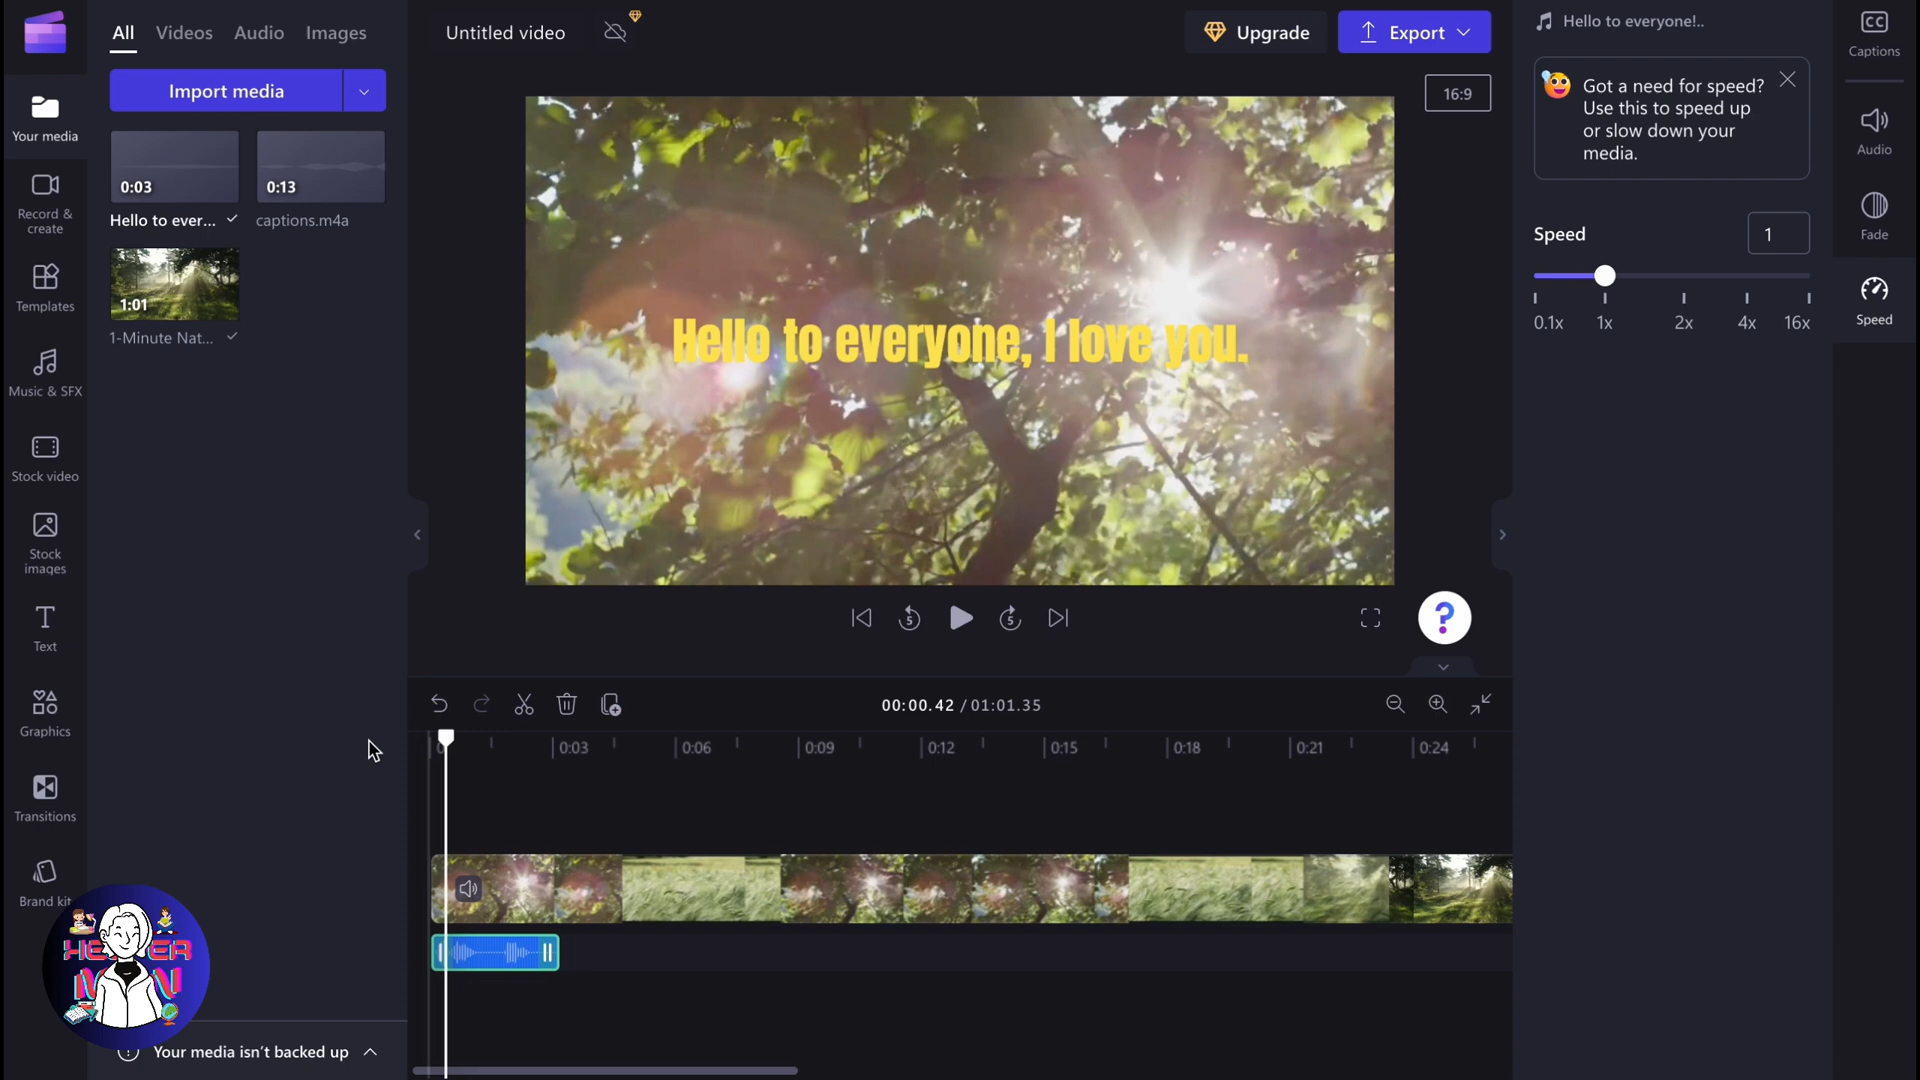 All
Videos
Audio
Images
Import media
0:03
Hello to ever...
0:13
captions.m4a
1:01
1-Minute Nat...
Your media
Record &
create
Templates
Music & SFX
Stock video
Stock
images
Text
Graphics
Transitions
Brand kit
Your media isn't backed up
Untitled video
Upgrade
Export
16:9
Hello to everyone, I love you.
5
5
?
00:00.42 / 01:01.35
0:03
0:06
0:09
0:12
0:15
0:18
0:21
0:24
Hello to everyone!..
Got a need for speed?
Use this to speed up
or slow down your
media.
Speed
1
0.1x
1x
2x
4x
16x
CC
Captions
Audio
Fade
Speed